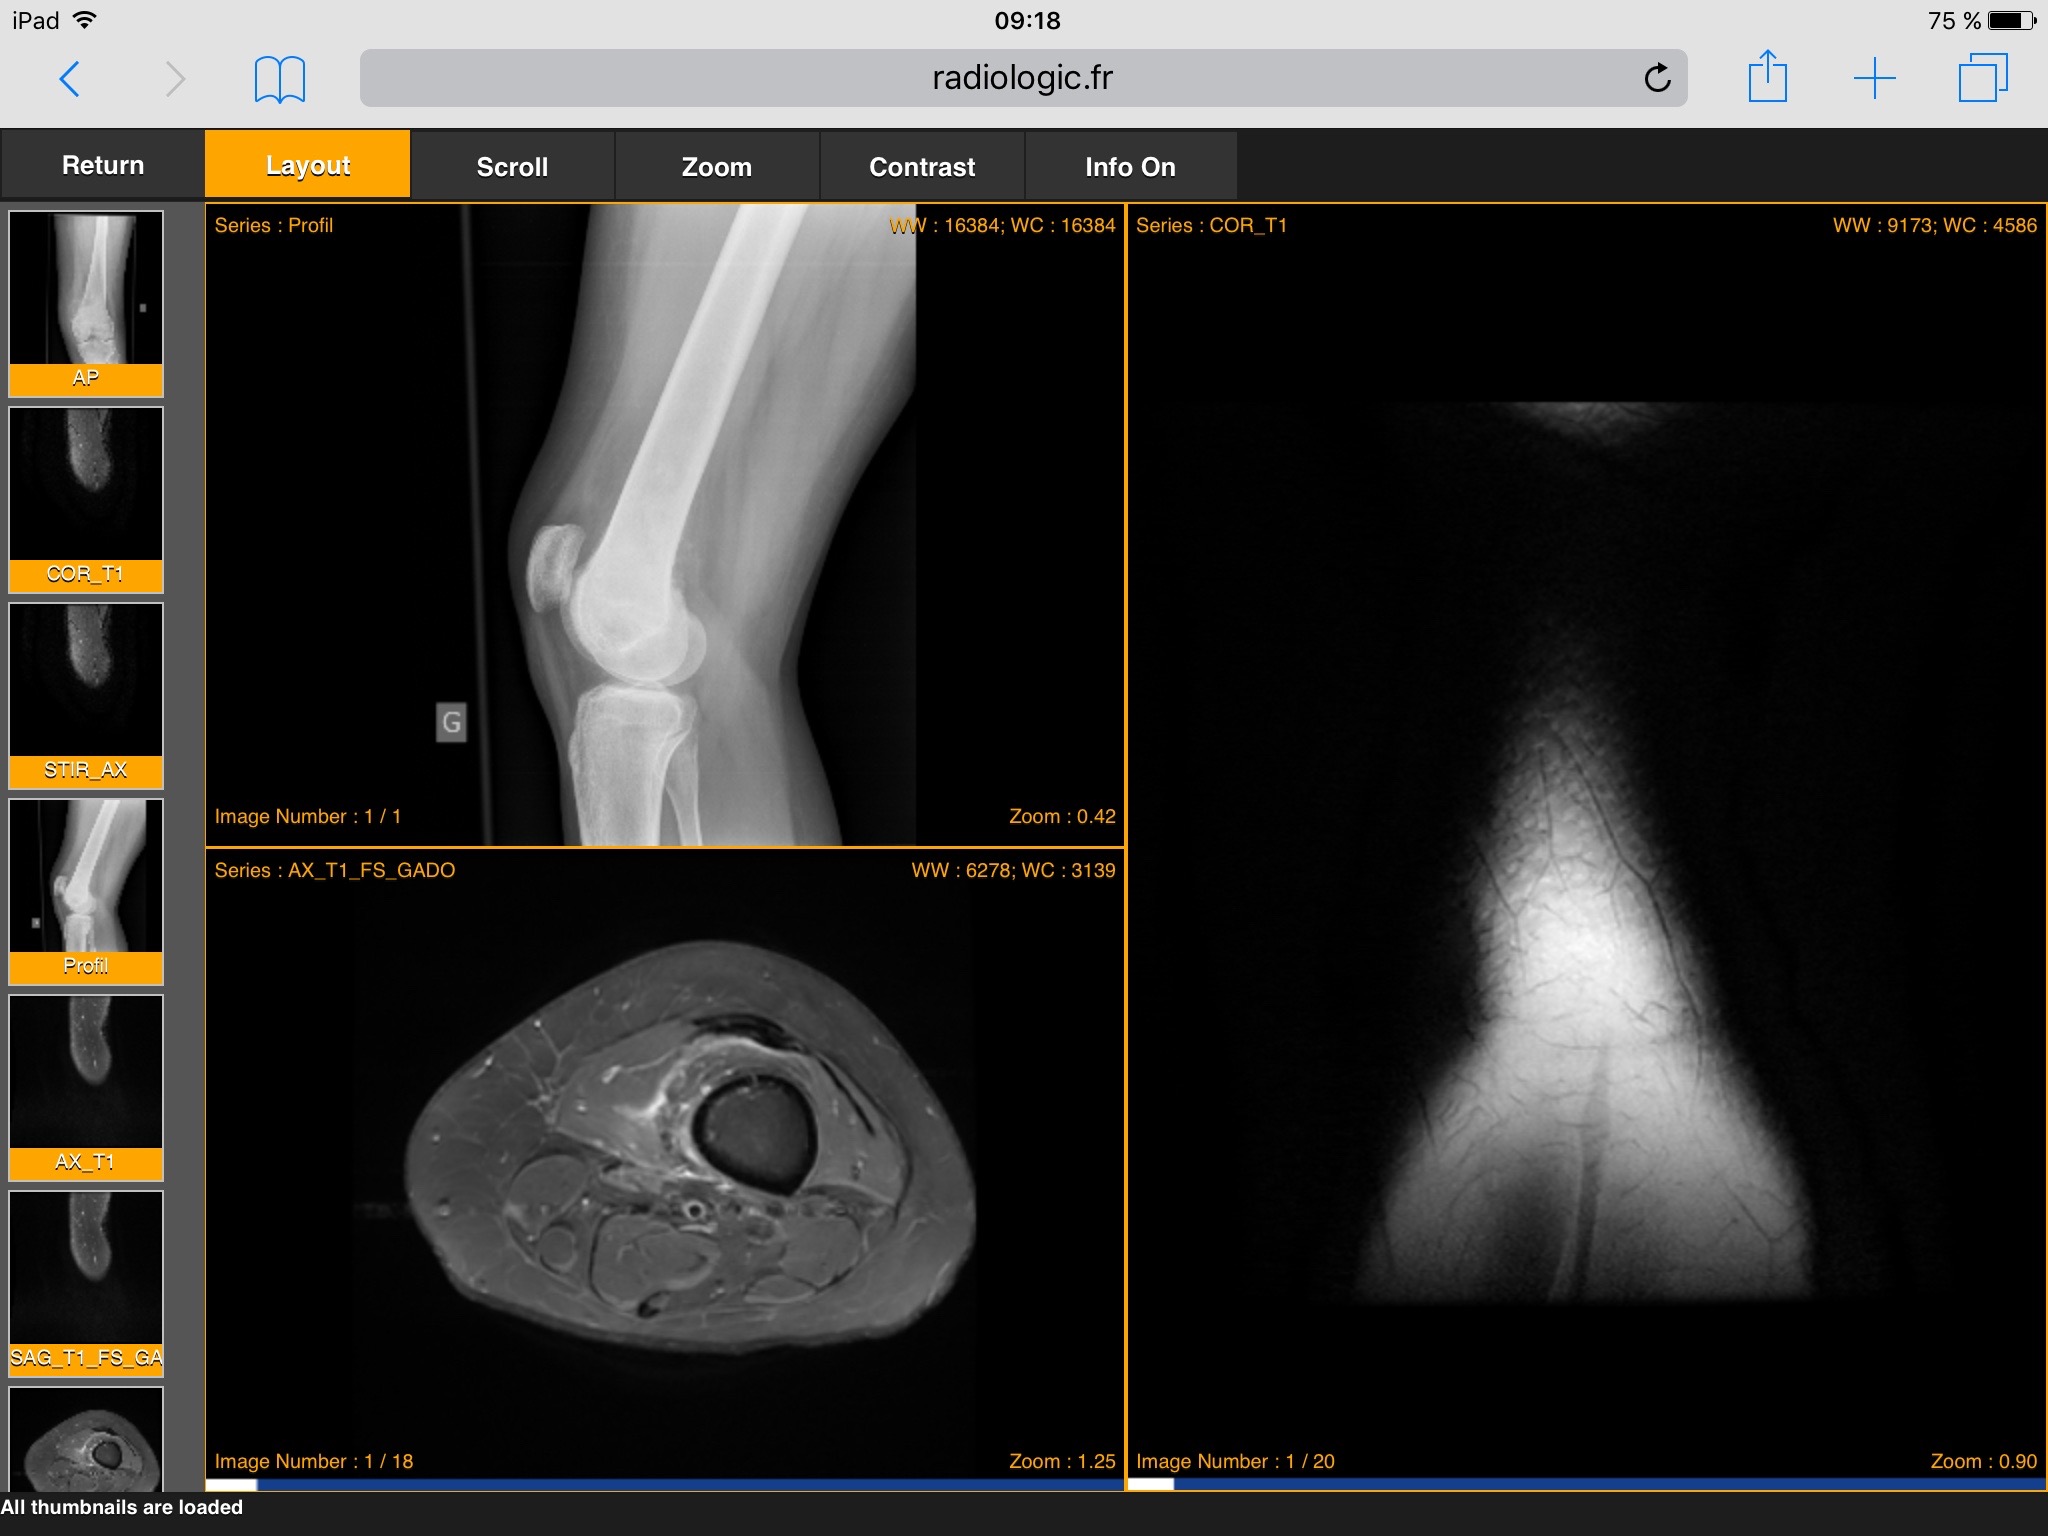 iPad 09:18 75 %
radiologic.fr
Return Layout Scroll Zoom Contrast Info On
AP
COR_T1
STIR_AX
Profil
AX_T1
SAG_T1_FS_GA
Series : Profil WW : 16384; WC : 16384
G
Image Number : 1 / 1 Zoom : 0.42
Series : AX_T1_FS_GADO WW : 6278; WC : 3139
Image Number : 1 / 18 Zoom : 1.25
Series : COR_T1 WW : 9173; WC : 4586
Image Number : 1 / 20 Zoom : 0.90
All thumbnails are loaded